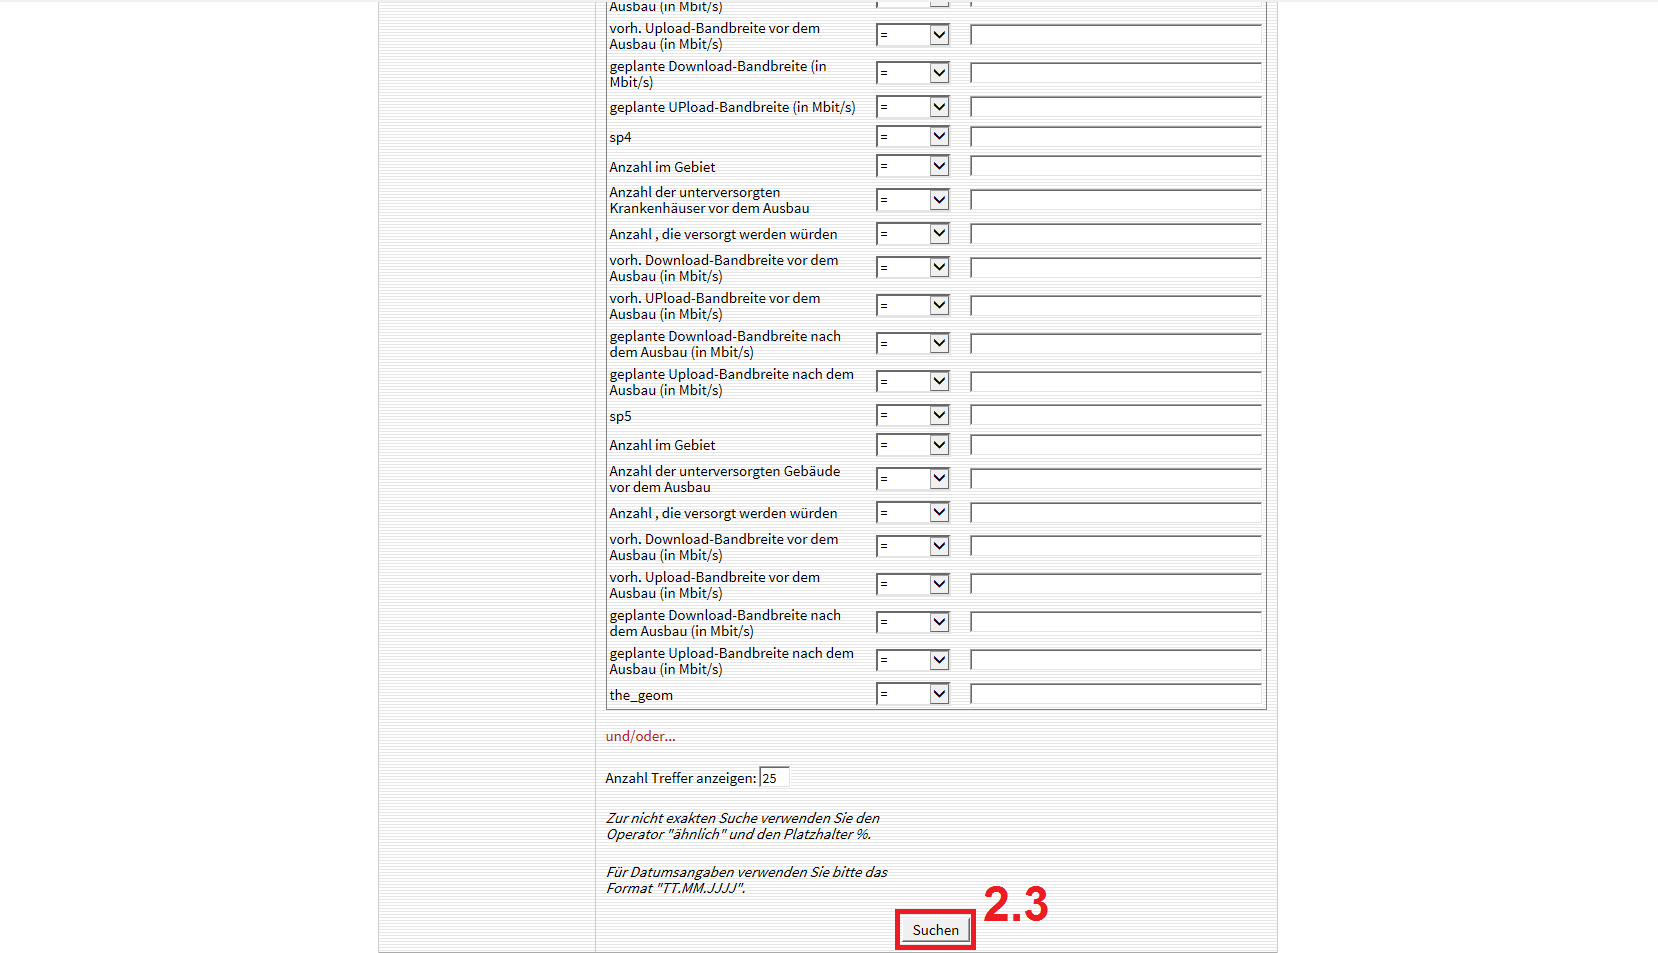 Ausbau (in Mbit/s)
vorh. Upload-Bandbreite vor dem
Ausbau (in Mbit/s)
=
geplante Download-Bandbreite (in
Mbit/s)
=
geplante UPload-Bandbreite (in Mbit/s)
=
sp4
=
Anzahl im Gebiet
=
Anzahl der unterversorgten
Krankenhäuser vor dem Ausbau
=
Anzahl , die versorgt werden würden
=
vorh. Download-Bandbreite vor dem
Ausbau (in Mbit/s)
=
vorh. UPload-Bandbreite vor dem
Ausbau (in Mbit/s)
=
geplante Download-Bandbreite nach
dem Ausbau (in Mbit/s)
=
geplante Upload-Bandbreite nach dem
Ausbau (in Mbit/s)
=
sp5
=
Anzahl im Gebiet
=
Anzahl der unterversorgten Gebäude
vor dem Ausbau
=
Anzahl , die versorgt werden würden
=
vorh. Download-Bandbreite vor dem
Ausbau (in Mbit/s)
=
vorh. Upload-Bandbreite vor dem
Ausbau (in Mbit/s)
=
geplante Download-Bandbreite nach
dem Ausbau (in Mbit/s)
=
geplante Upload-Bandbreite nach dem
Ausbau (in Mbit/s)
=
the_geom
=
und/oder...
Anzahl Treffer anzeigen: 25
Zur nicht exakten Suche verwenden Sie den
Operator "ähnlich" und den Platzhalter %.
Für Datumsangaben verwenden Sie bitte das
Format "TT.MM.JJJJ".
2.3
Suchen